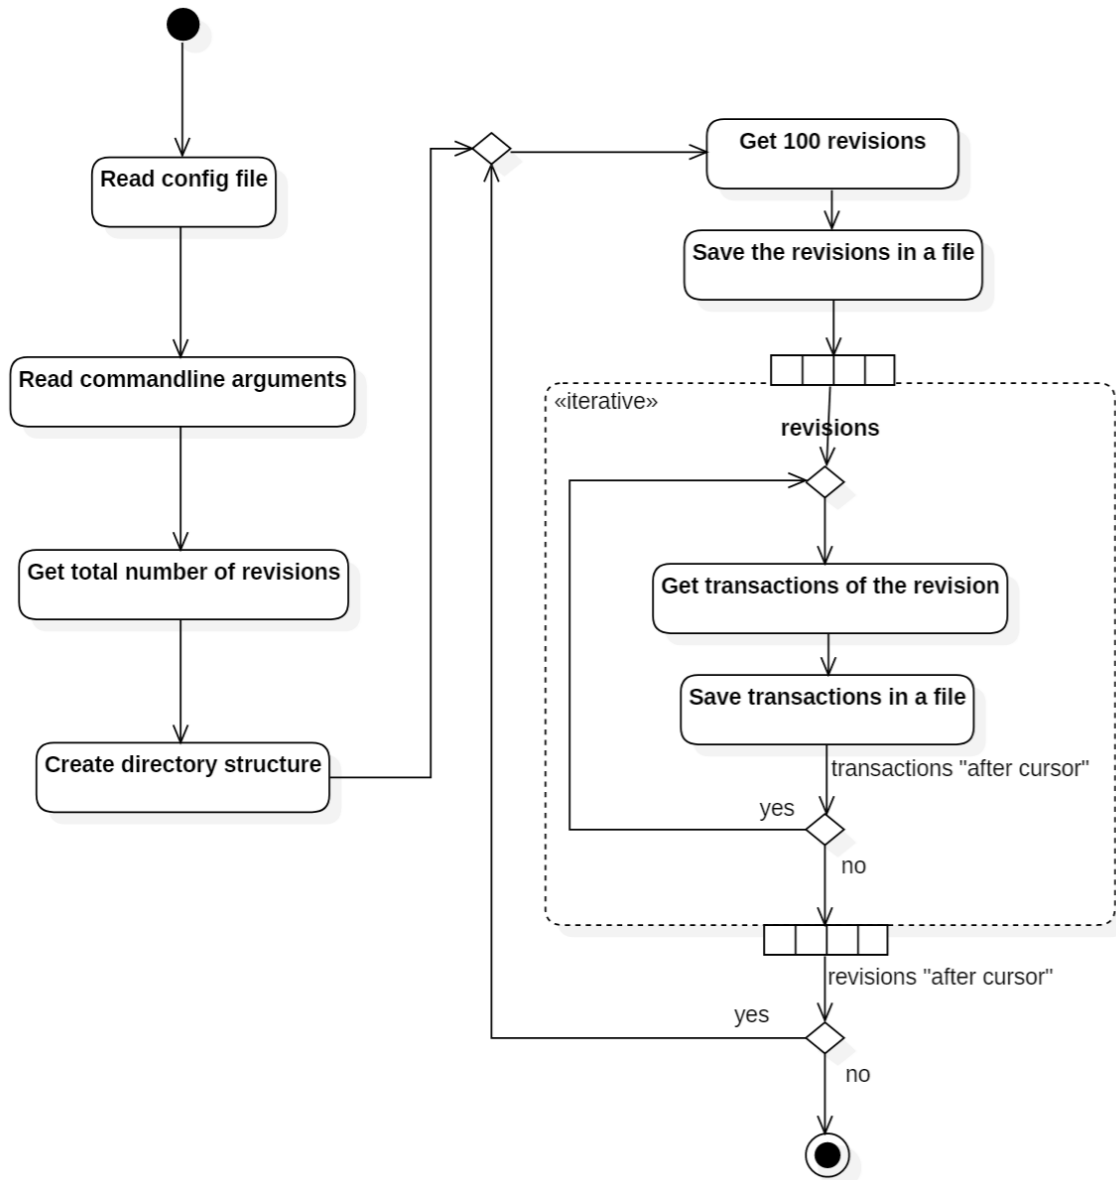 Read config file
Read commandline arguments
Get total number of revisions
Create directory structure
Get 100 revisions
Save the revisions in a file
«iterative»
revisions
Get transactions of the revision
Save transactions in a file
transactions "after cursor"
yes
no
revisions "after cursor"
yes
no